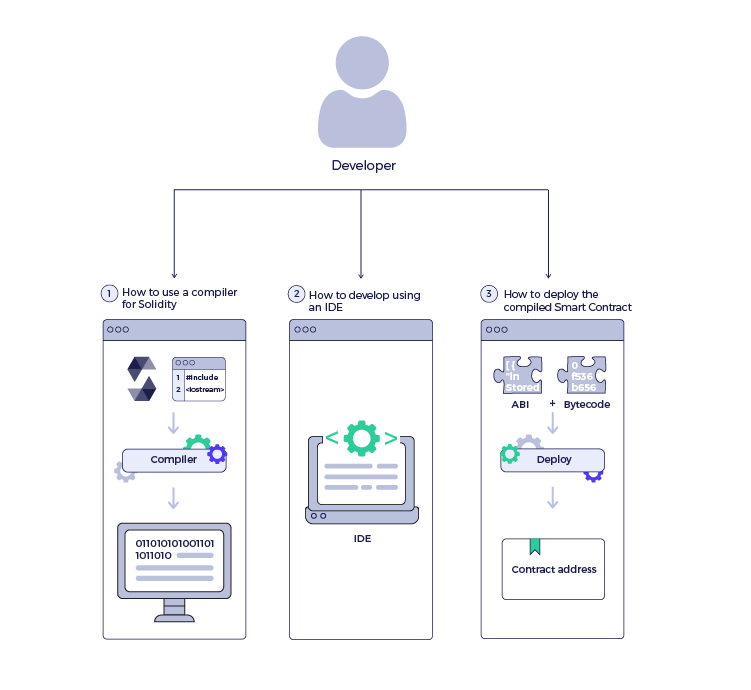 Developer
1
How to use a compiler
for Solidity
1 #Include
2 <Iostream>
Compiler
011010101001101
1011010
2
How to develop using
an IDE
< >
IDE
3
How to deploy the
compiled Smart Contract
[ {
"In
Stored
0
f536
b656
ABI + Bytecode
Deploy
Contract address